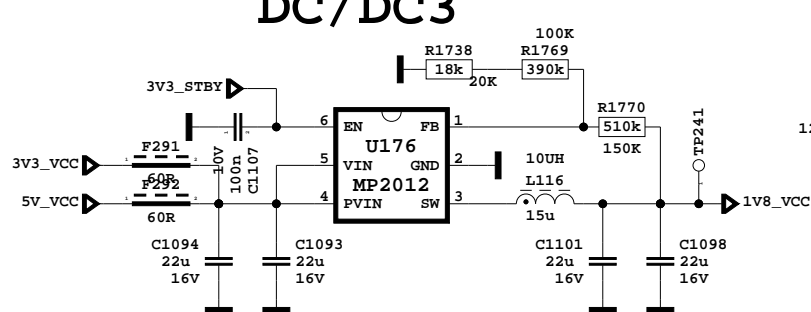 DC/DC3
100K
R1738
R1769
18k
390k
20K
3V3_STBY
R1770
510k
150K
TP241
12
6
EN
FB
1
U176
10V
100n
C1107
F291
3V3_VCC
60R
5
VIN
GND
2
10UH
MP2012
F292
5V_VCC
60R
4
PVIN
SW
3
L116
15u
1V8_VCC
C1094
22u
16V
C1093
22u
16V
C1101
22u
16V
C1098
22u
16V